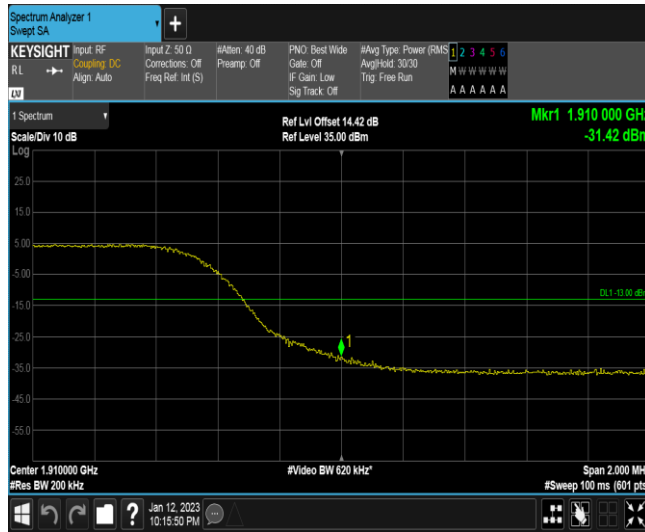 Spectrum Analyzer 1
Swept SA
KEYSIGHT
RL
LXI
Input: RF
Coupling: DC
Align: Auto
Input Z: 50 Ω
Corrections: Off
Freq Ref: Int (S)
#Atten: 40 dB
Preamp: Off
PNO: Best Wide
Gate: Off
IF Gain: Low
Sig Track: Off
#Avg Type: Power (RMS
Avg|Hold: 30/30
Trig: Free Run
1 2 3 4 5 6
M W W W W W
A A A A A A
1 Spectrum
Scale/Div 10 dB
Log
Ref Lvl Offset 14.42 dB
Ref Level 35.00 dBm
Mkr1 1.910 000 GH
-31.42 dBm
25.0
15.0
5.00
-5.00
-15.0
-25.0
-35.0
-45.0
-55.0
DL1 -13.00 dB
1
Center 1.910000 GHz
#Res BW 200 kHz
#Video BW 620 kHz*
Span 2.000 MH
#Sweep 100 ms (601 pts
?
Jan 12, 2023
10:15:50 PM